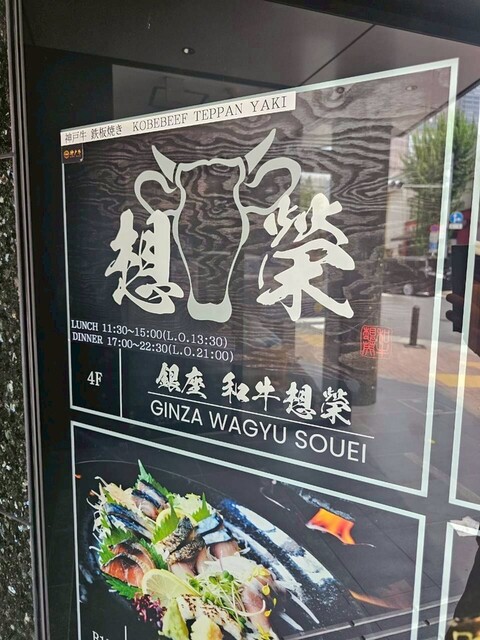 神戸牛 鉄板焼き KOBEBEEF TEPPAN YAKI
想 榮
LUNCH 11:30~15:00(L.O.13:30)
DINNER 17:00~22:30(L.O.21:00)
4F
銀座 和牛想榮
GINZA WAGYU SOUEI